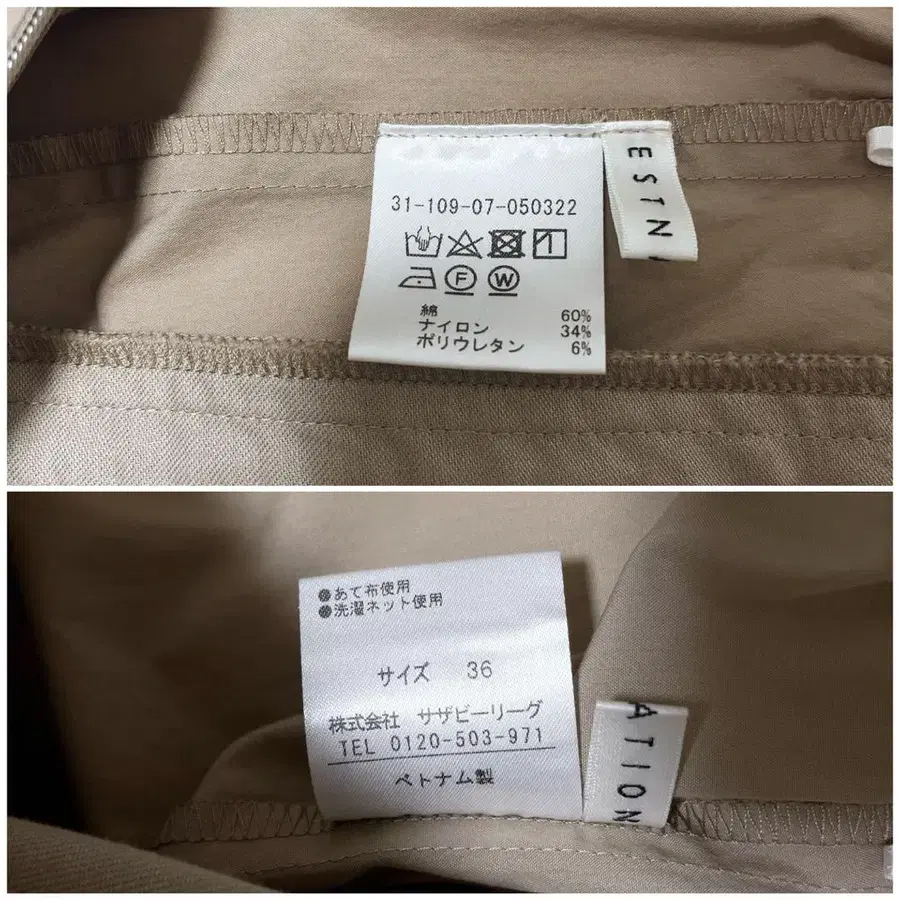 31-109-07-050322
F W
綿 60%
ナイロン 34%
ポリウレタン 6%
ESTN
●あて布使用
●洗濯ネット使用
サイズ 36
株式会社 サザビーリーグ
TEL 0120-503-971
ベトナム製
ATION